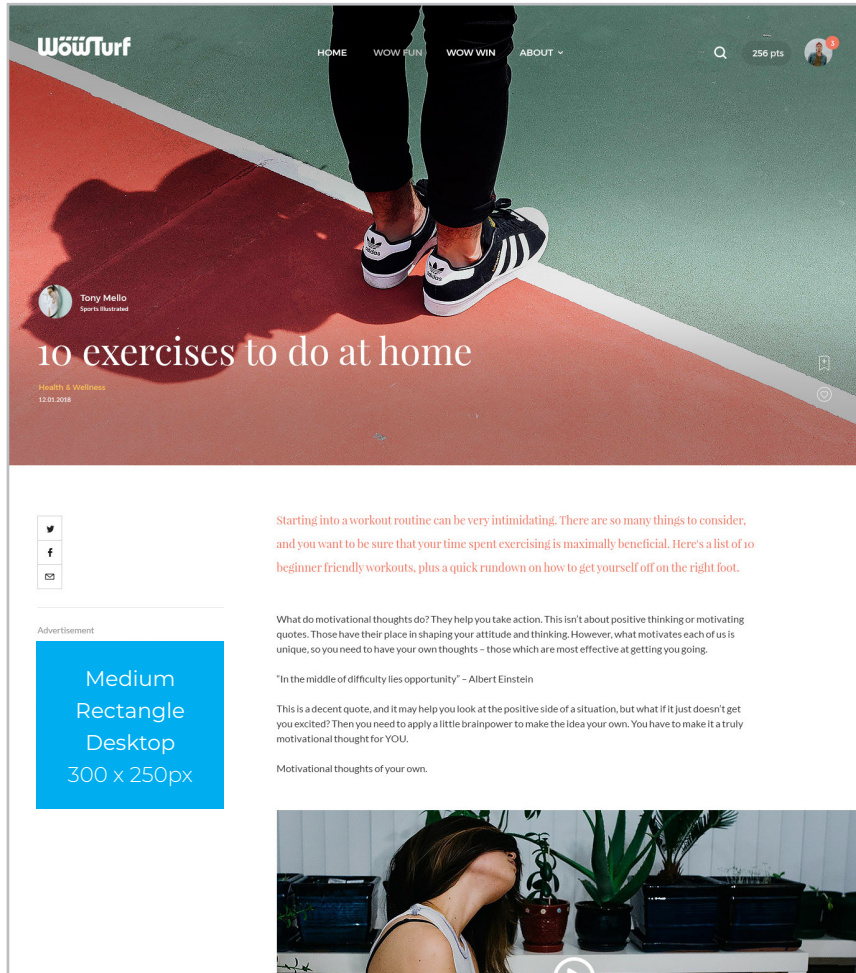 WöwTurf
HOME WOW FUN WOW WIN ABOUT
256 pts
3
adidas
adidas
Tony Mello
Sports Illustrated
10 exercises to do at home
Health & Wellness
12.01.2018
Starting into a workout routine can be very intimidating. There are so many things to consider,
and you want to be sure that your time spent exercising is maximally beneficial. Here's a list of 10
beginner friendly workouts, plus a quick rundown on how to get yourself off on the right foot.
Advertisement
Medium
Rectangle
Desktop
300 x 250px
What do motivational thoughts do? They help you take action. This isn’t about positive thinking or motivating
quotes. Those have their place in shaping your attitude and thinking. However, what motivates each of us is
unique, so you need to have your own thoughts – those which are most effective at getting you going.
“In the middle of difficulty lies opportunity” – Albert Einstein
This is a decent quote, and it may help you look at the positive side of a situation, but what if it just doesn’t get
you excited? Then you need to apply a little brainpower to make the idea your own. You have to make it a truly
motivational thought for YOU.
Motivational thoughts of your own.